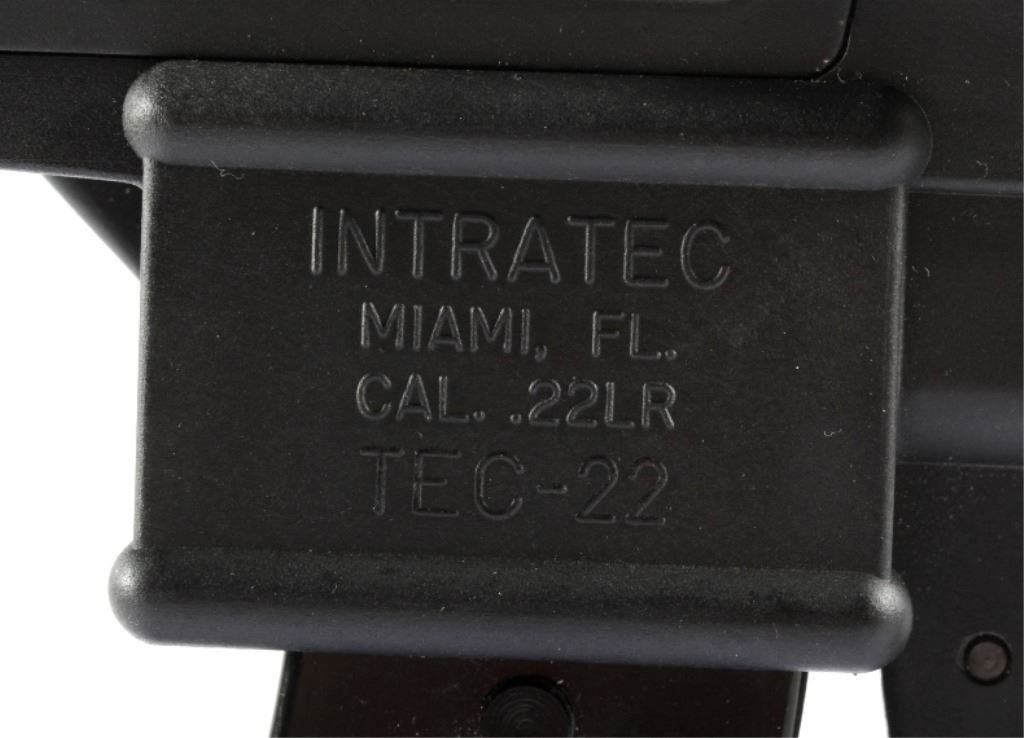 INTRATEC
MIAMI, FL.
CAL. .22LR
TEC-22